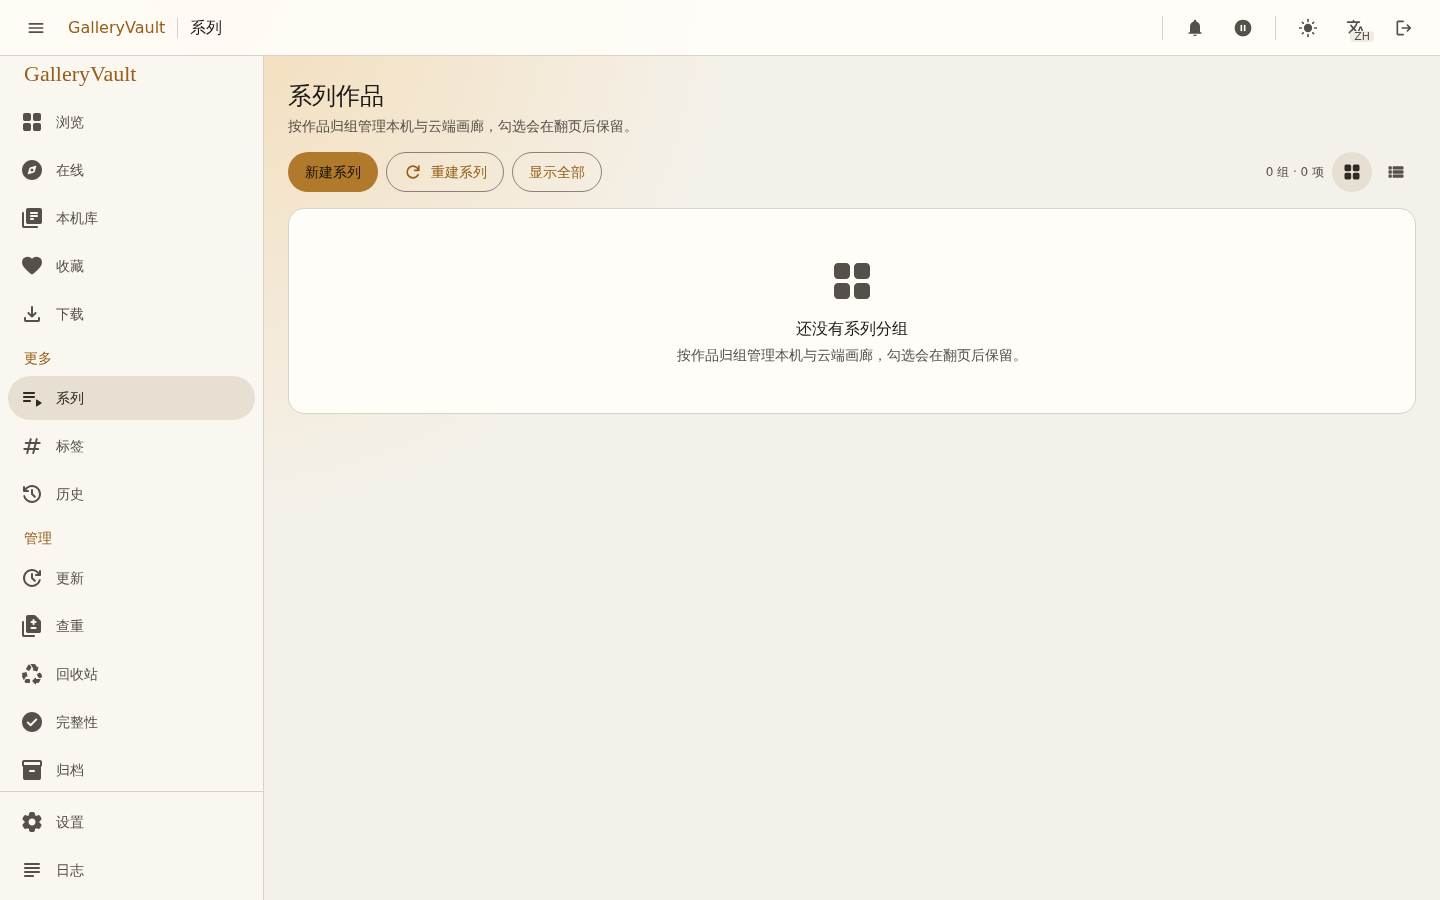 GalleryVault
系列
ZH
GalleryVault
浏览
在线
本机库
收藏
下载
更多
系列
标签
历史
管理
更新
查重
回收站
完整性
归档
设置
日志
系列作品
按作品归组管理本机与云端画廊，勾选会在翻页后保留。
新建系列
重建系列
显示全部
0 组 · 0 项
还没有系列分组
按作品归组管理本机与云端画廊，勾选会在翻页后保留。